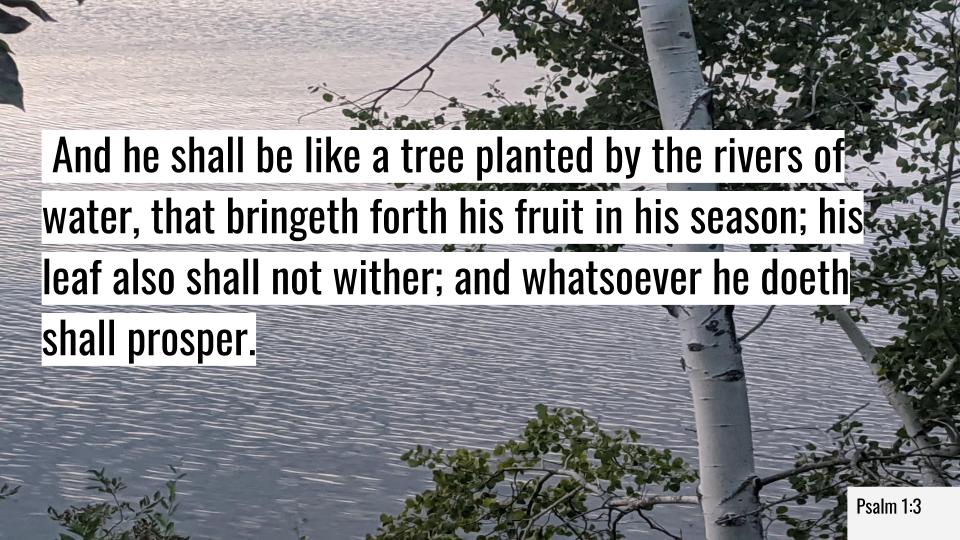 And he shall be like a tree planted by the rivers of
water, that bringeth forth his fruit in his season; his
leaf also shall not wither; and whatsoever he doeth
shall prosper.
Psalm 1:3